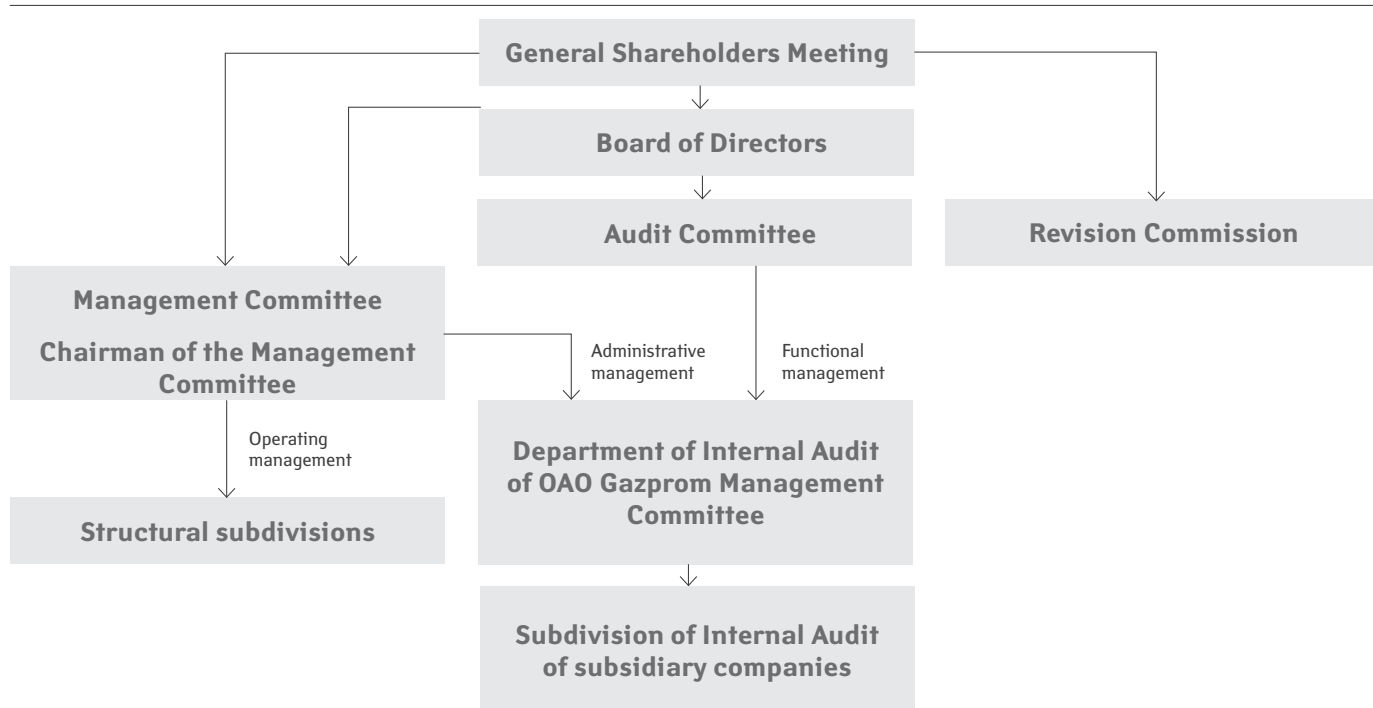 General Shareholders Meeting
Board of Directors
Audit Committee
Revision Commission
Management Committee
Chairman of the Management
Committee
Administrative
management
Functional
management
Operating
management
Department of Internal Audit
of OAO Gazprom Management
Committee
Structural subdivisions
Subdivision of Internal Audit
of subsidiary companies